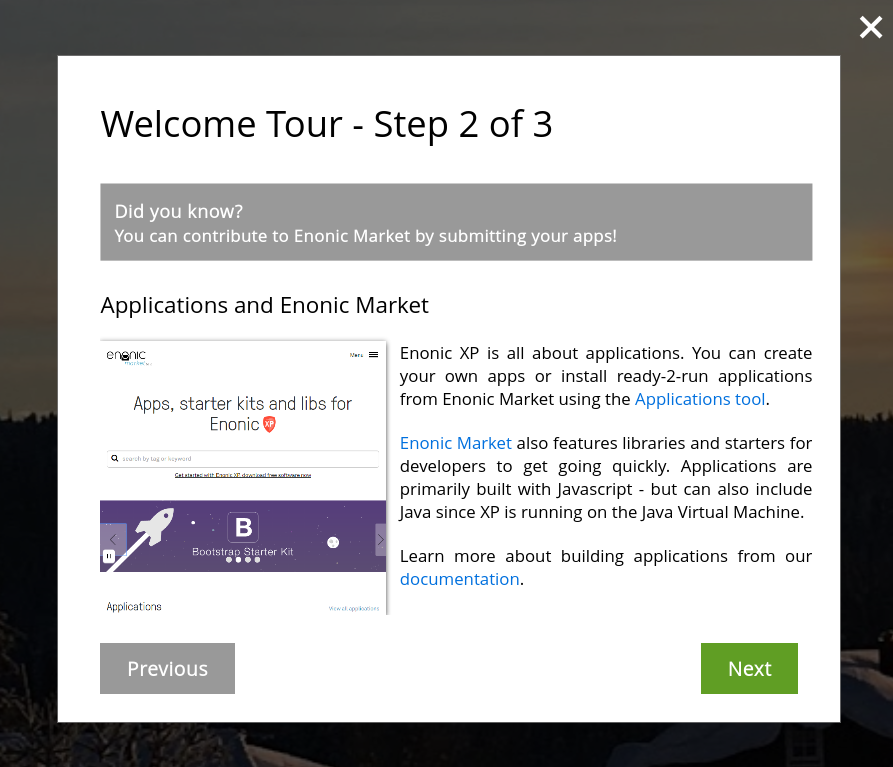 Welcome Tour - Step 2 of 3
Did you know?
You can contribute to Enonic Market by submitting your apps!
Applications and Enonic Market
enonic
market
Menu
Apps, starter kits and libs for
Enonic XP
search by tag or keyword
Get started with Enonic XP, download free software now
B
Bootstrap Starter Kit
Applications
View all applications
Enonic XP is all about applications. You can create
your own apps or install ready-2-run applications
from Enonic Market using the Applications tool.
Enonic Market also features libraries and starters for
developers to get going quickly. Applications are
primarily built with Javascript - but can also include
Java since XP is running on the Java Virtual Machine.
Learn more about building applications from our
documentation.
Previous
Next